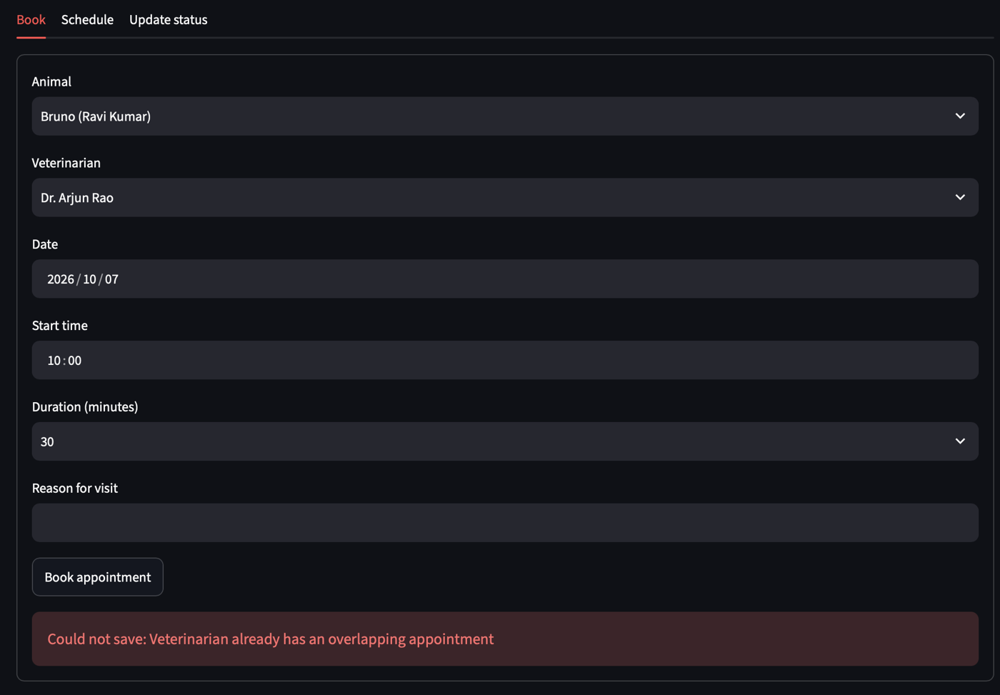 Book Schedule Update status
Animal
Bruno (Ravi Kumar)
Veterinarian
Dr. Arjun Rao
Date
2026/10/07
Start time
10:00
Duration (minutes)
30
Reason for visit
Book appointment
Could not save: Veterinarian already has an overlapping appointment